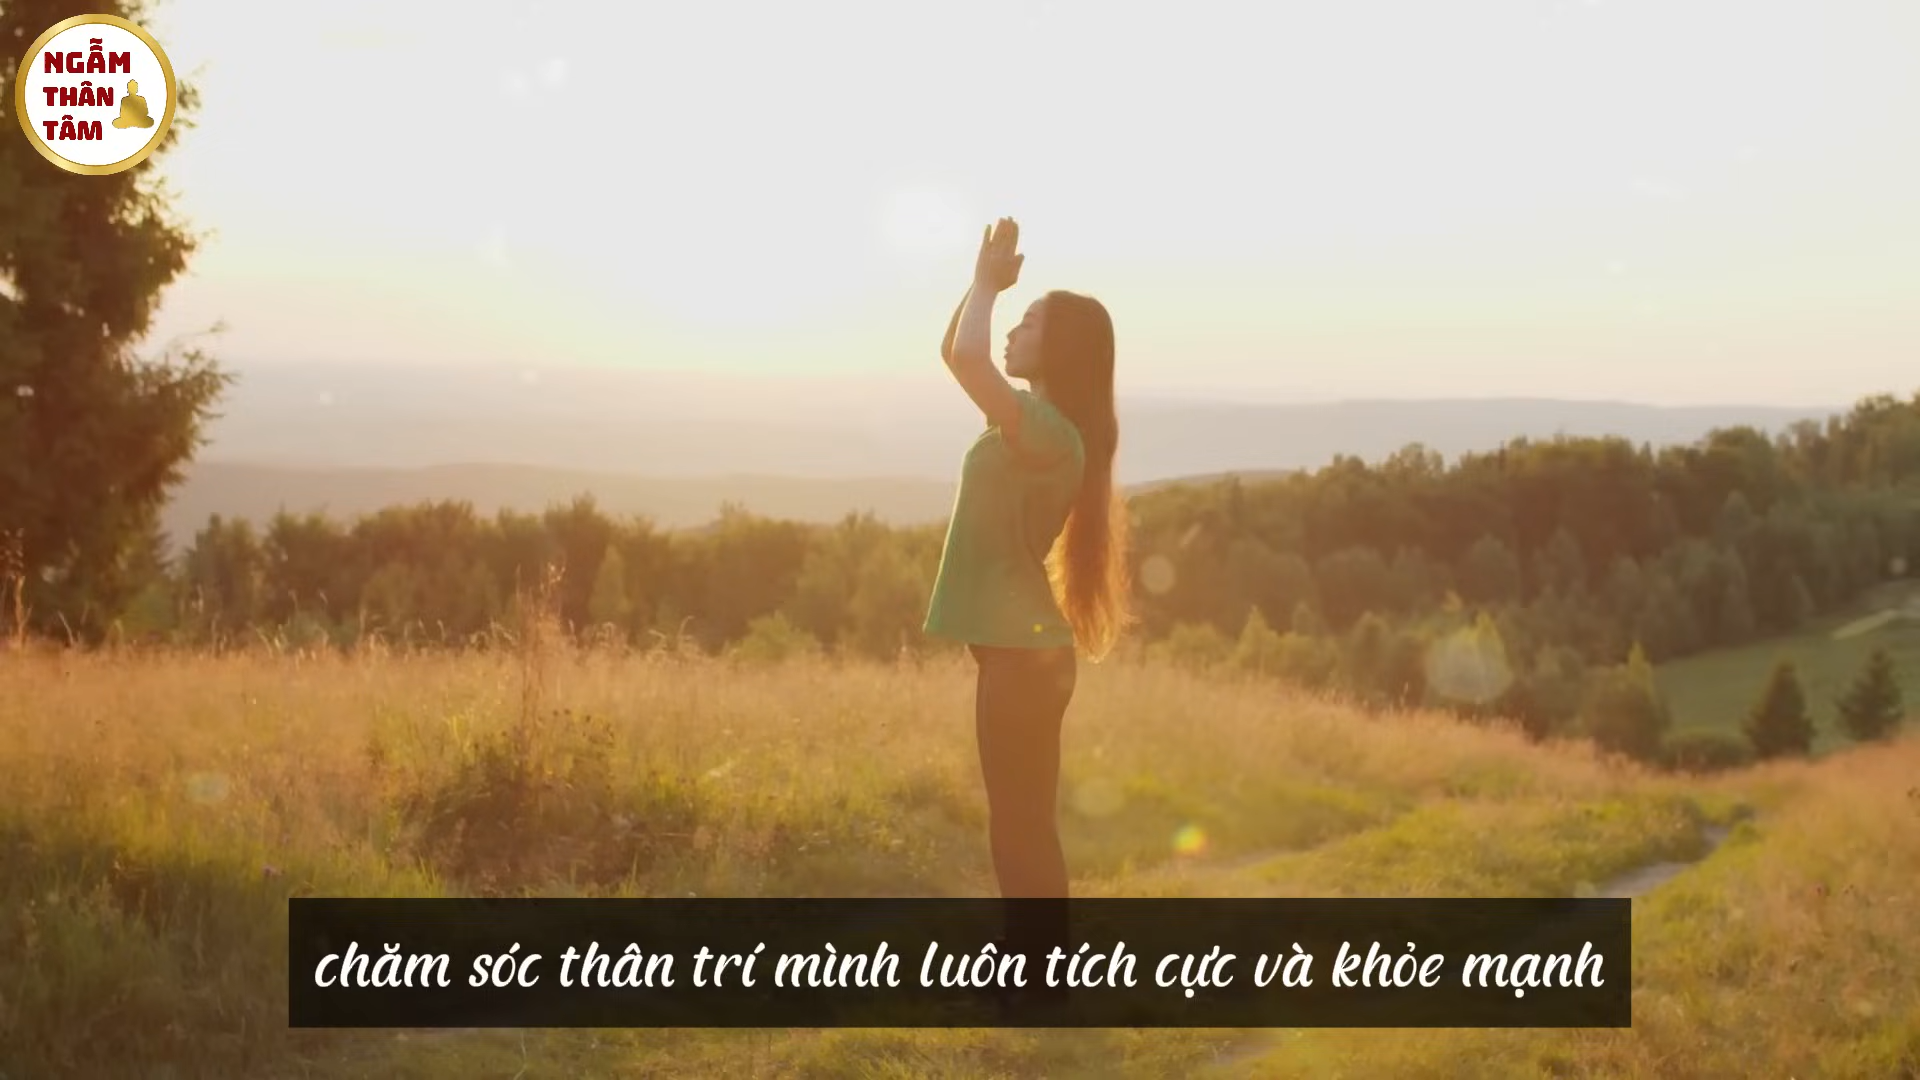 NGẪM
THÂN
TÂM
chăm sóc thân trí mình luôn tích cực và khỏe mạnh